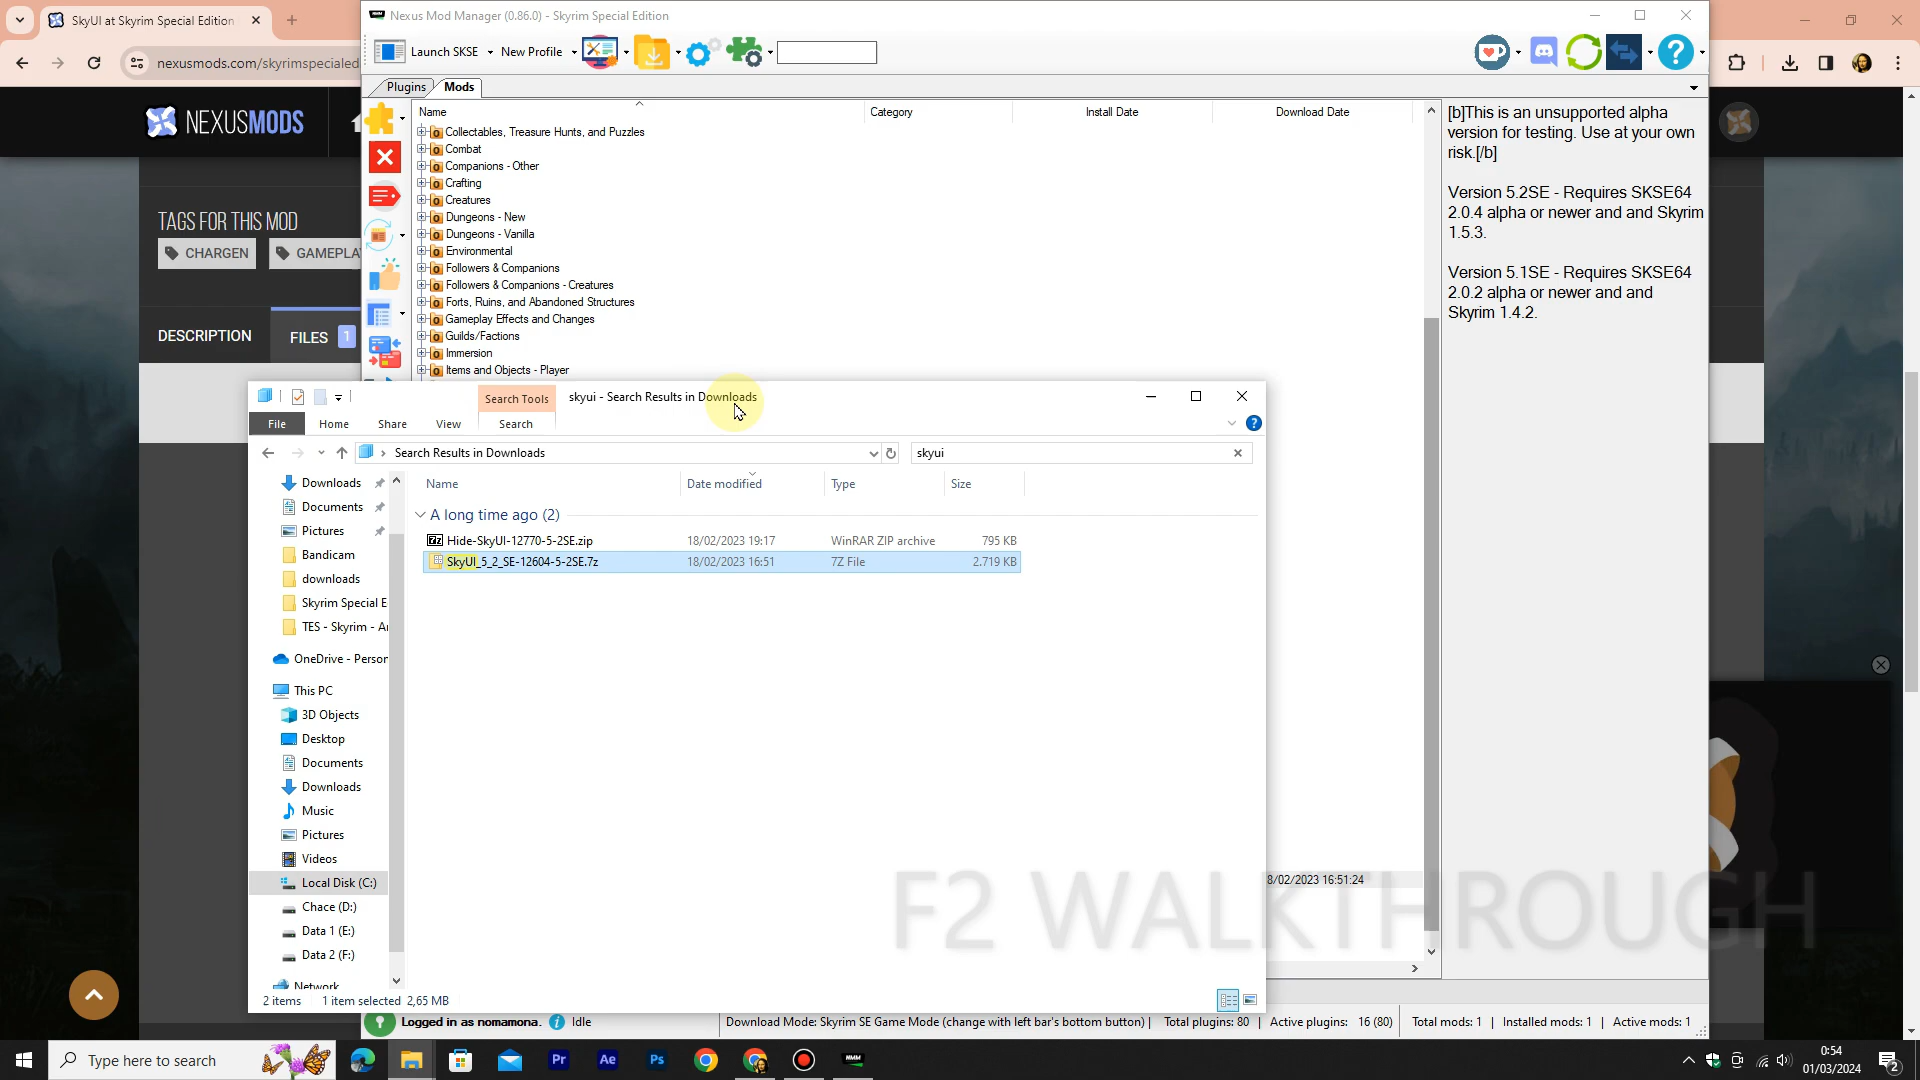 SkyUI at Skyrim Special Edition
nexusmods.com/skyrimspecialed
NEXUSMODS
TAGS FOR THIS MOD
CHARGEN
GAMEPLA
DESCRIPTION
FILES 1
Nexus Mod Manager (0.86.0) - Skyrim Special Edition
Launch SKSE
New Profile
Plugins
Mods
Name
Category
Install Date
Download Date
Collectables, Treasure Hunts, and Puzzles
Combat
Companions - Other
Crafting
Creatures
Dungeons - New
Dungeons - Vanilla
Environmental
Followers & Companions
Followers & Companions - Creatures
Forts, Ruins, and Abandoned Structures
Gameplay Effects and Changes
Guilds/Factions
Immersion
Items and Objects - Player
[b]This is an unsupported alpha
version for testing. Use at your own
risk.[/b]
Version 5.2SE - Requires SKSE64
2.0.4 alpha or newer and and Skyrim
1.5.3.
Version 5.1SE - Requires SKSE64
2.0.2 alpha or newer and and
Skyrim 1.4.2.
Search Tools
skyui - Search Results in Downloads
File
Home
Share
View
Search
Search Results in Downloads
skyui
Name
Date modified
Type
Size
A long time ago (2)
Hide-SkyUI-12770-5-2SE.zip 18/02/2023 19:17 WinRAR ZIP archive 795 KB
SkyUI_5_2_SE-12604-5-2SE.7z 18/02/2023 16:51 7Z File 2.719 KB
Downloads
Documents
Pictures
Bandicam
downloads
Skyrim Special E
TES - Skyrim - A
OneDrive - Person
This PC
3D Objects
Desktop
Documents
Downloads
Music
Pictures
Videos
Local Disk (C:)
Chace (D:)
Data 1 (E:)
Data 2 (F:)
Network
2 items
1 item selected 2,65 MB
8/02/2023 16:51:24
F2 WALKTHROUGH
Logged in as nomamona.
Idle
Download Mode: Skyrim SE Game Mode (change with left bar's bottom button) |
Total plugins: 80 | Active plugins: 16 (80)
Total mods: 1 | Installed mods: 1 | Active mods: 1
Type here to search
Pr
Ae
Ps
NMM
0:54
01/03/2024
2